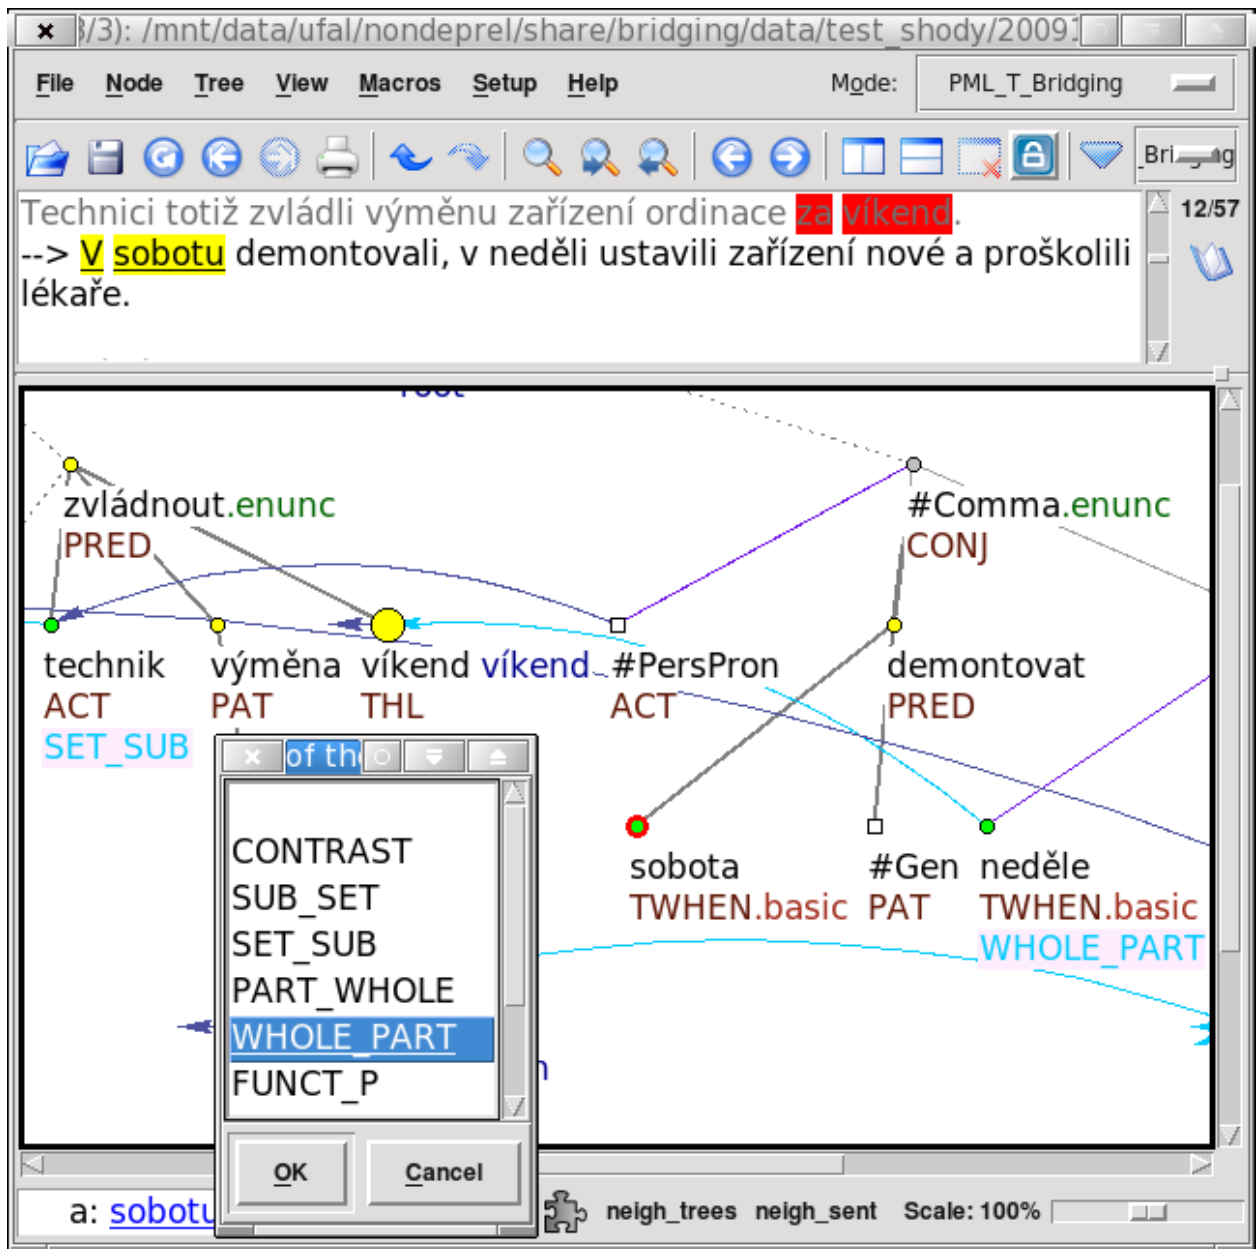 /3): /mnt/data/ufal/nondeprel/share/bridging/data/test_shody/2009
File Node Tree View Macros Setup Help Mode: PML_T_Bridging
_Bri
12/57
Technici totiž zvládli výměnu zařízení ordinace za víkend.
--> V sobotu demontovali, v neděli ustavili zařízení nové a proškolili
lékaře.
root
zvládnout.enunc #Comma.enunc
PRED CONJ
technik výměna víkend víkend #PersPron demontovat
ACT PAT THL ACT PRED
SET_SUB
of the
CONTRAST
SUB_SET
SET_SUB
PART_WHOLE
WHOLE_PART
FUNCT_P
OK Cancel
sobota #Gen neděle
TWHEN.basic PAT TWHEN.basic
WHOLE_PART
a: sobotu
neigh_trees neigh_sent Scale: 100%